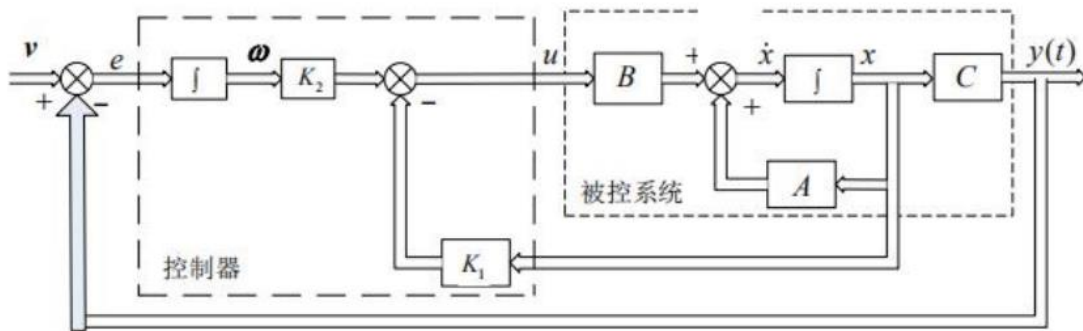 v e ∫ ω K₂ u B + ẋ ∫ x C y(t)
+ − − +
A
被控系统
控制器
K₁